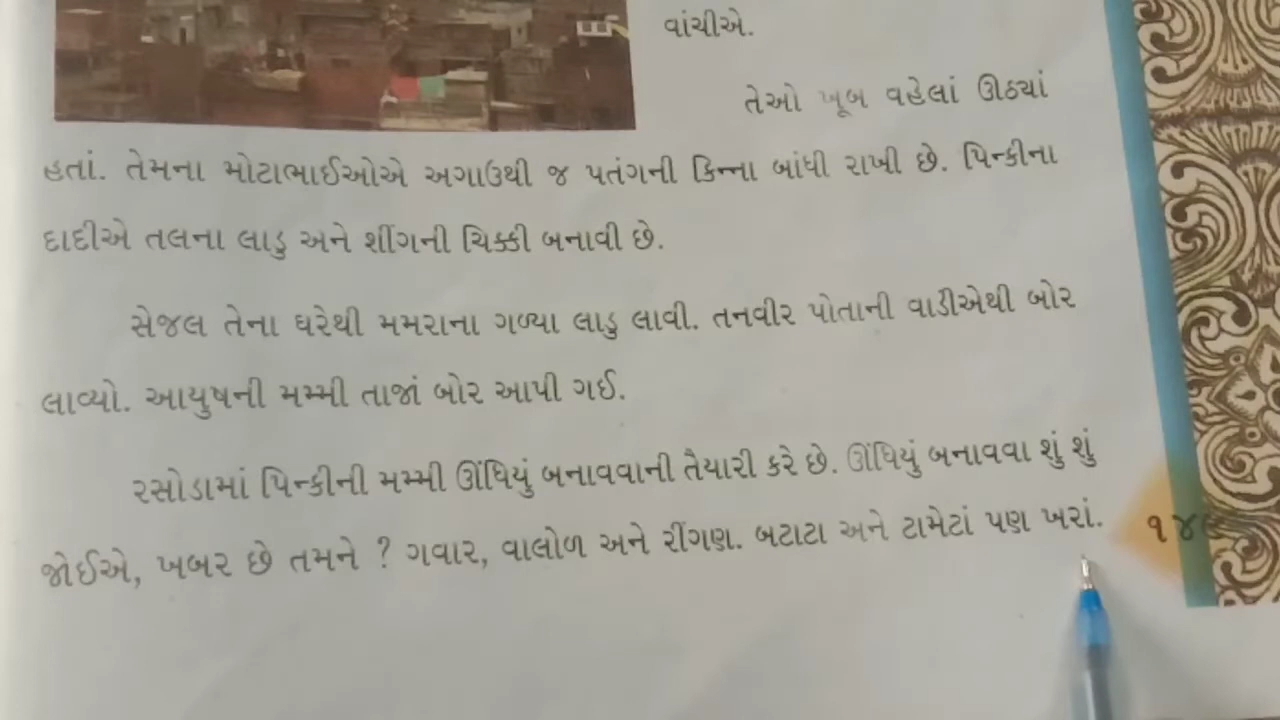 વાંચીએ.
તેઓ ખૂબ વહેલાં ઊઠ્યાં
હતાં. તેમના મોટાભાઈઓએ અગાઉથી જ પતંગની કિન્ના બાંધી રાખી છે. પિન્કીના
દાદીએ તલના લાડુ અને શીંગની ચિક્કી બનાવી છે.
સેજલ તેના ઘરેથી મમરાના ગળ્યા લાડુ લાવી. તનવીર પોતાની વાડીએથી બોર
લાવ્યો. આયુષની મમ્મી તાજાં બોર આપી ગઈ.
રસોડામાં પિન્કીની મમ્મી ઊંધિયું બનાવવાની તૈયારી કરે છે. ઊંધિયું બનાવવા શું શું
જોઈએ, ખબર છે તમને ? ગવાર, વાલોળ અને રીંગણ. બટાટા અને ટામેટાં પણ ખરાં.